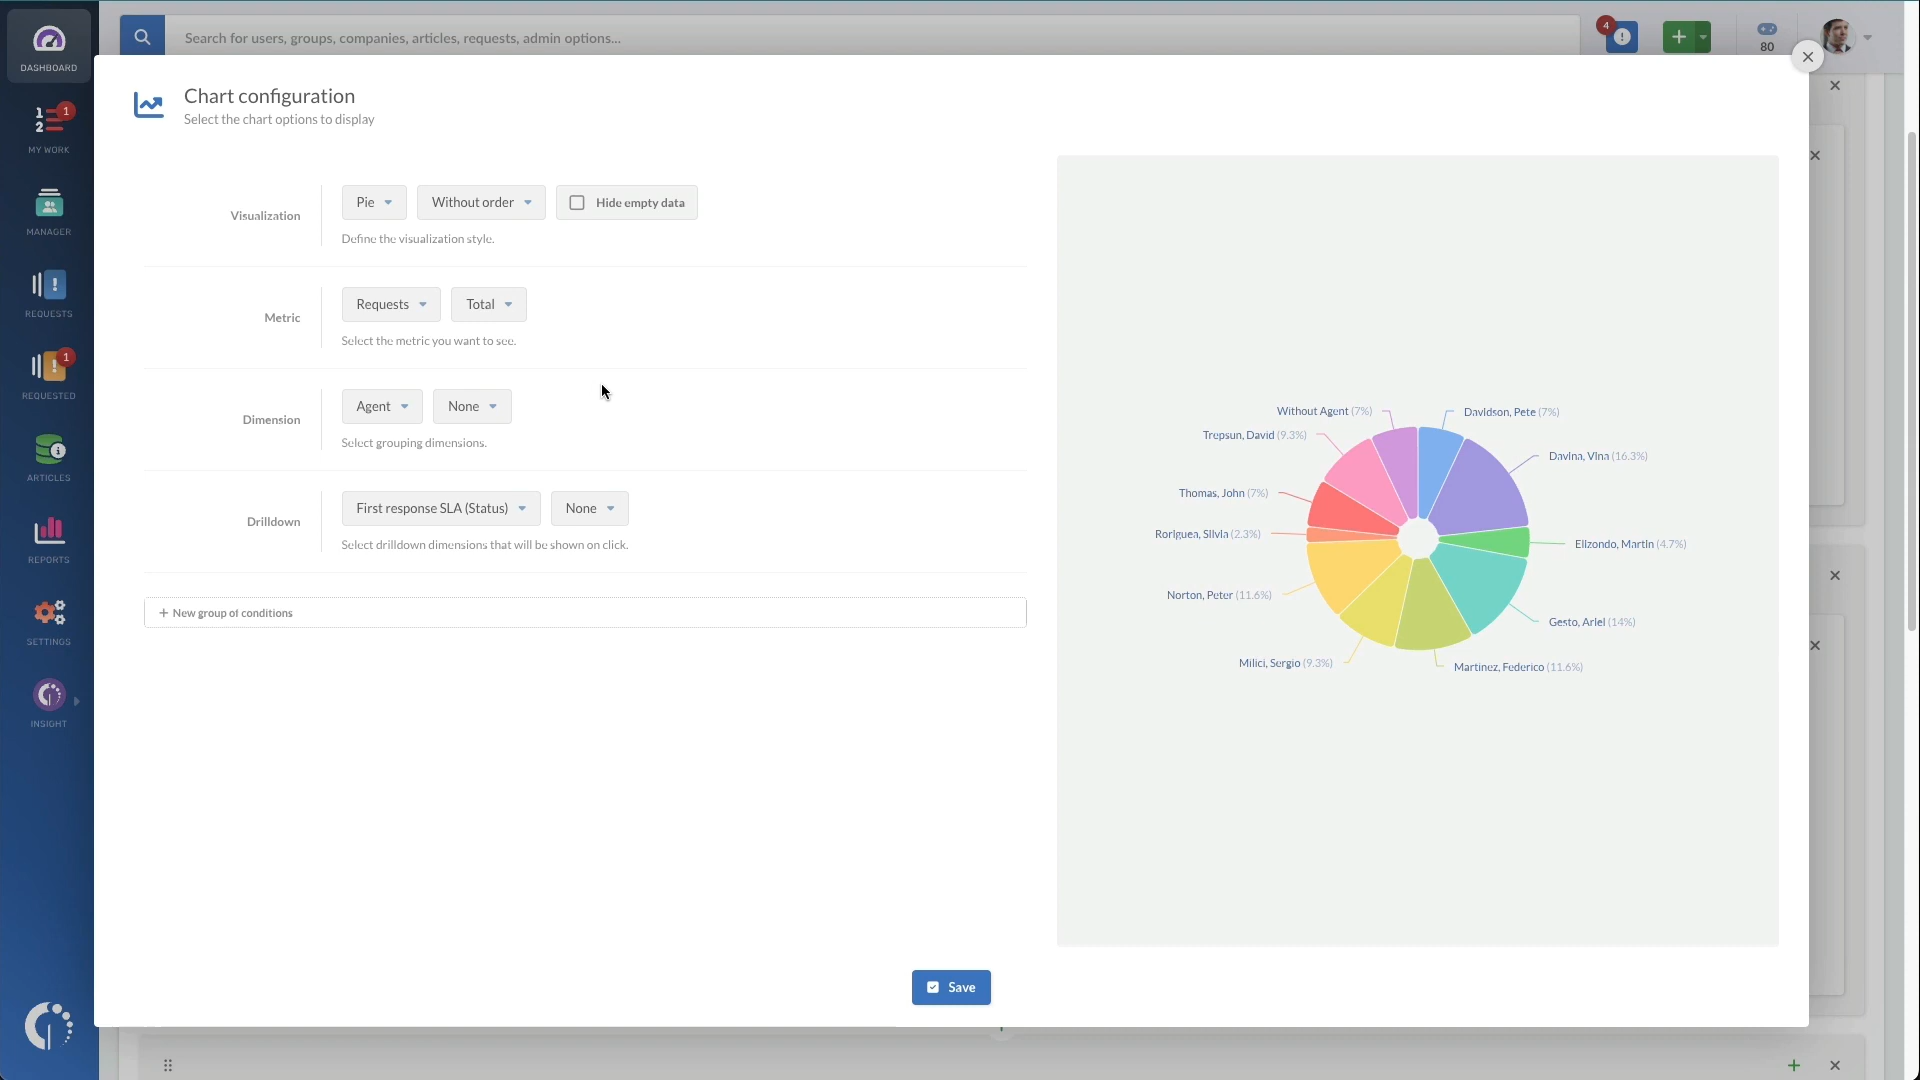 DASHBOARD
1
MY WORK
MANAGER
REQUESTS
1
REQUESTED
ARTICLES
REPORTS
SETTINGS
INSIGHT
Search for users, groups, companies, articles, requests, admin options...
4
80
Chart configuration
Select the chart options to display
Visualization
Pie
Without order
Hide empty data
Define the visualization style.
Metric
Requests
Total
Select the metric you want to see.
Dimension
Agent
None
Select grouping dimensions.
Drilldown
First response SLA (Status)
None
Select drilldown dimensions that will be shown on click.
+ New group of conditions
Without Agent (7%)
Davidson, Pete (7%)
Trepsun, David (9.3%)
Davina, Vina (16.3%)
Thomas, John (7%)
Roriguea, Silvia (2.3%)
Elizondo, Martin (4.7%)
Norton, Peter (11.6%)
Gesto, Ariel (14%)
Milici, Sergio (9.3%)
Martinez, Federico (11.6%)
Save